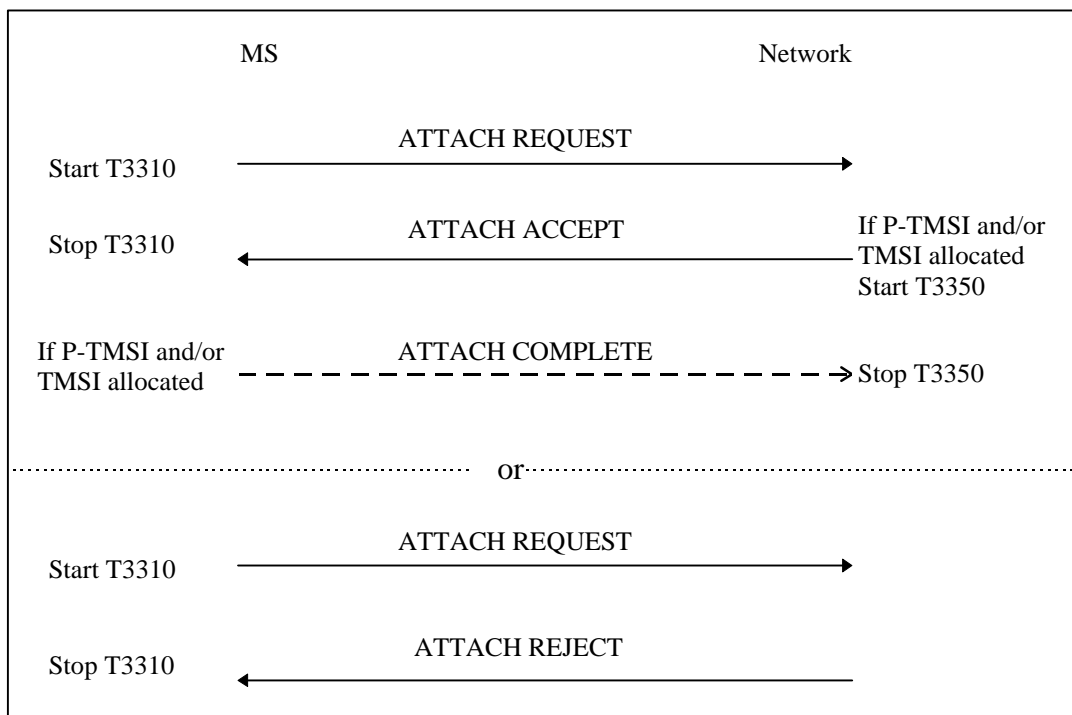 MS
Network
ATTACH REQUEST
Start T3310
ATTACH ACCEPT
Stop T3310
If P-TMSI and/or
TMSI allocated
Start T3350
If P-TMSI and/or
TMSI allocated
ATTACH COMPLETE
Stop T3350
or
ATTACH REQUEST
Start T3310
ATTACH REJECT
Stop T3310